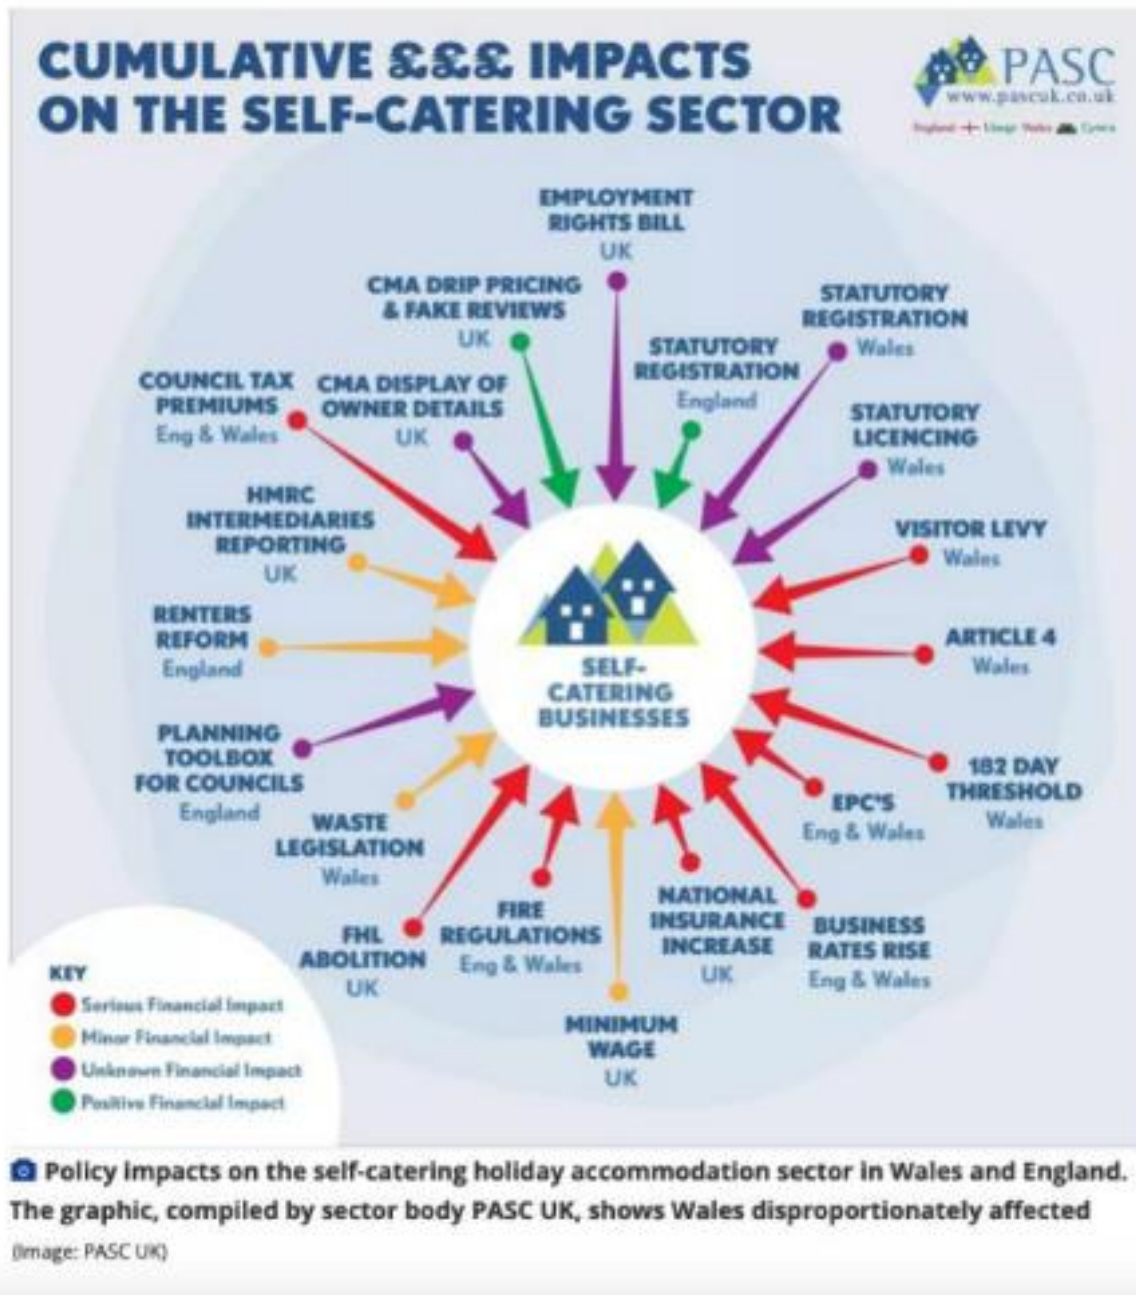 CUMULATIVE £££ IMPACTS
ON THE SELF-CATERING SECTOR
PASC
www.pascuk.co.uk
England
Wales
Cymru
EMPLOYMENT
RIGHTS BILL
UK
CMA DRIP PRICING
& FAKE REVIEWS
UK
STATUTORY
REGISTRATION
Wales
STATUTORY
REGISTRATION
England
COUNCIL TAX
PREMIUMS
Eng & Wales
CMA DISPLAY OF
OWNER DETAILS
UK
STATUTORY
LICENCING
Wales
HMRC
INTERMEDIARIES
REPORTING
UK
VISITOR LEVY
Wales
RENTERS
REFORM
England
ARTICLE 4
Wales
SELF-
CATERING
BUSINESSES
PLANNING
TOOLBOX
FOR COUNCILS
England
182 DAY
THRESHOLD
Wales
EPC'S
Eng & Wales
WASTE
LEGISLATION
Wales
FHL
ABOLITION
UK
FIRE
REGULATIONS
Eng & Wales
NATIONAL
INSURANCE
INCREASE
UK
BUSINESS
RATES RISE
Eng & Wales
MINIMUM
WAGE
UK
KEY
Serious Financial Impact
Minor Financial Impact
Unknown Financial Impact
Positive Financial Impact
Policy impacts on the self-catering holiday accommodation sector in Wales and England.
The graphic, compiled by sector body PASC UK, shows Wales disproportionately affected
(Image: PASC UK)